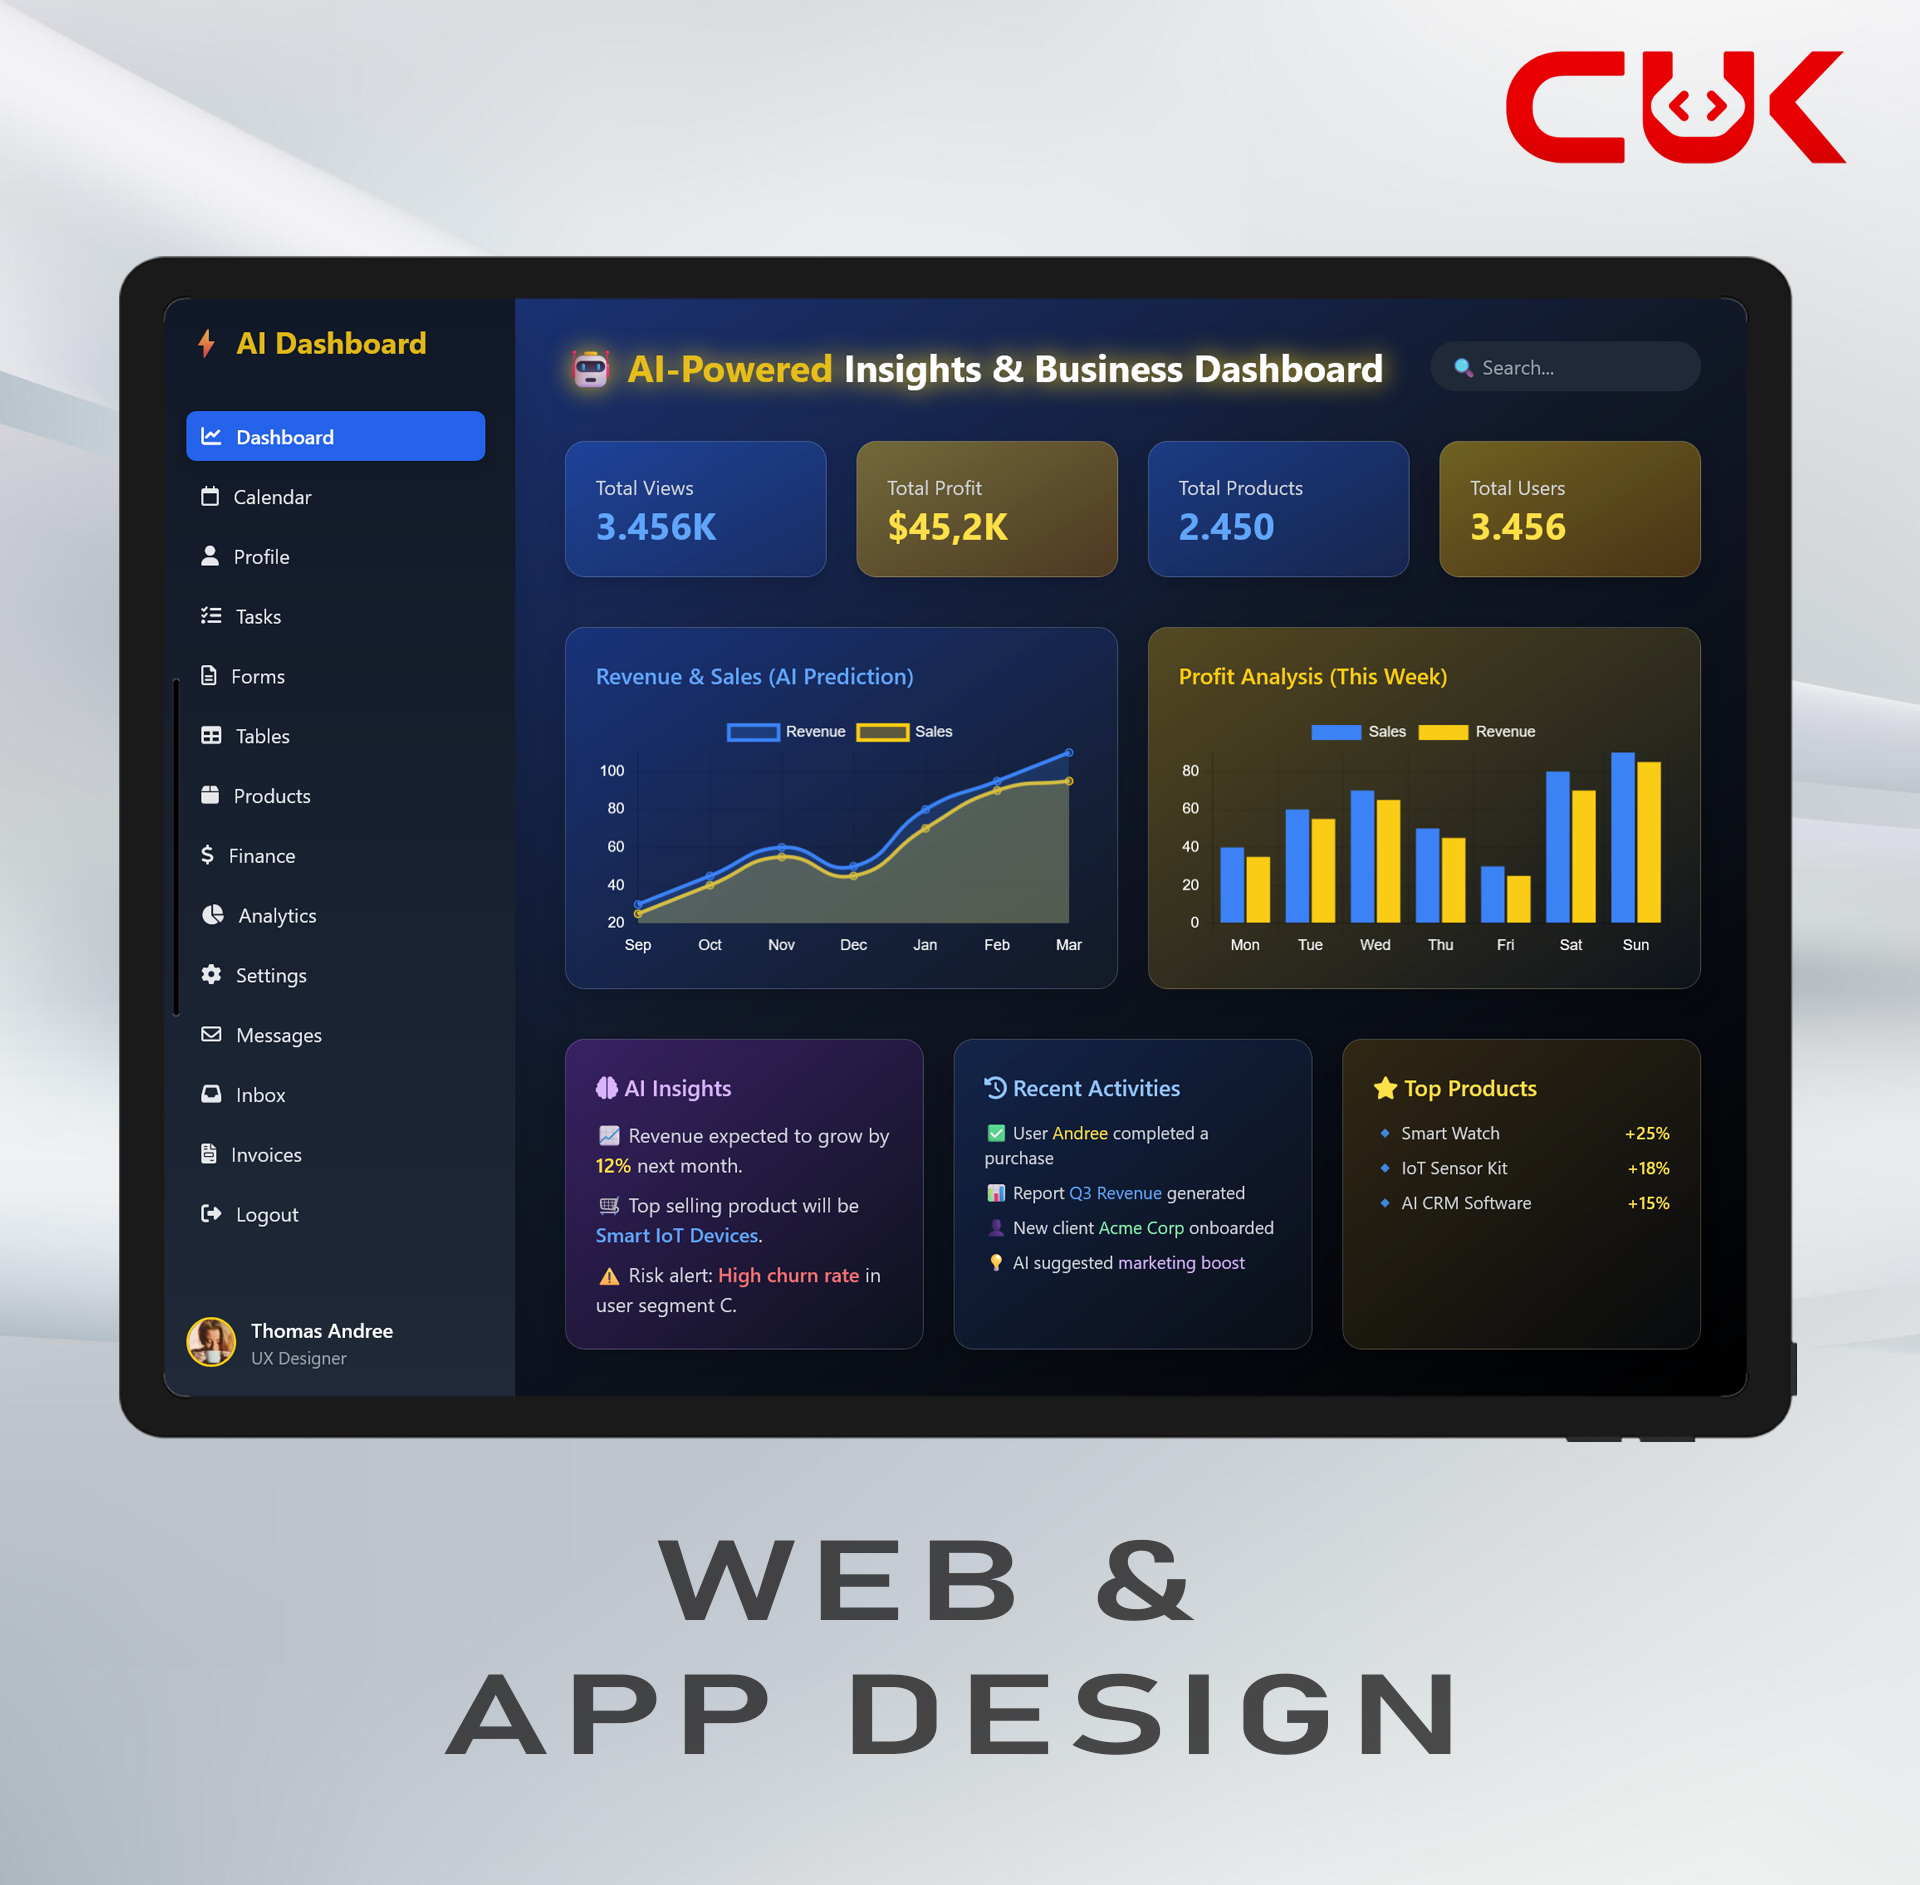 CUK
AI Dashboard
Dashboard
Calendar
Profile
Tasks
Forms
Tables
Products
Finance
Analytics
Settings
Messages
Inbox
Invoices
Logout
Thomas Andree
UX Designer
AI-Powered Insights & Business Dashboard
Search...
Total Views
3.456K
Total Profit
$45,2K
Total Products
2.450
Total Users
3.456
Revenue & Sales (AI Prediction)
Revenue Sales
100
80
60
40
20
Sep Oct Nov Dec Jan Feb Mar
Profit Analysis (This Week)
Sales Revenue
80
60
40
20
0
Mon Tue Wed Thu Fri Sat Sun
AI Insights
Revenue expected to grow by
12% next month.
Top selling product will be
Smart IoT Devices.
Risk alert: High churn rate in
user segment C.
Recent Activities
User Andree completed a
purchase
Report Q3 Revenue generated
New client Acme Corp onboarded
AI suggested marketing boost
Top Products
Smart Watch +25%
IoT Sensor Kit +18%
AI CRM Software +15%
WEB &
APP DESIGN